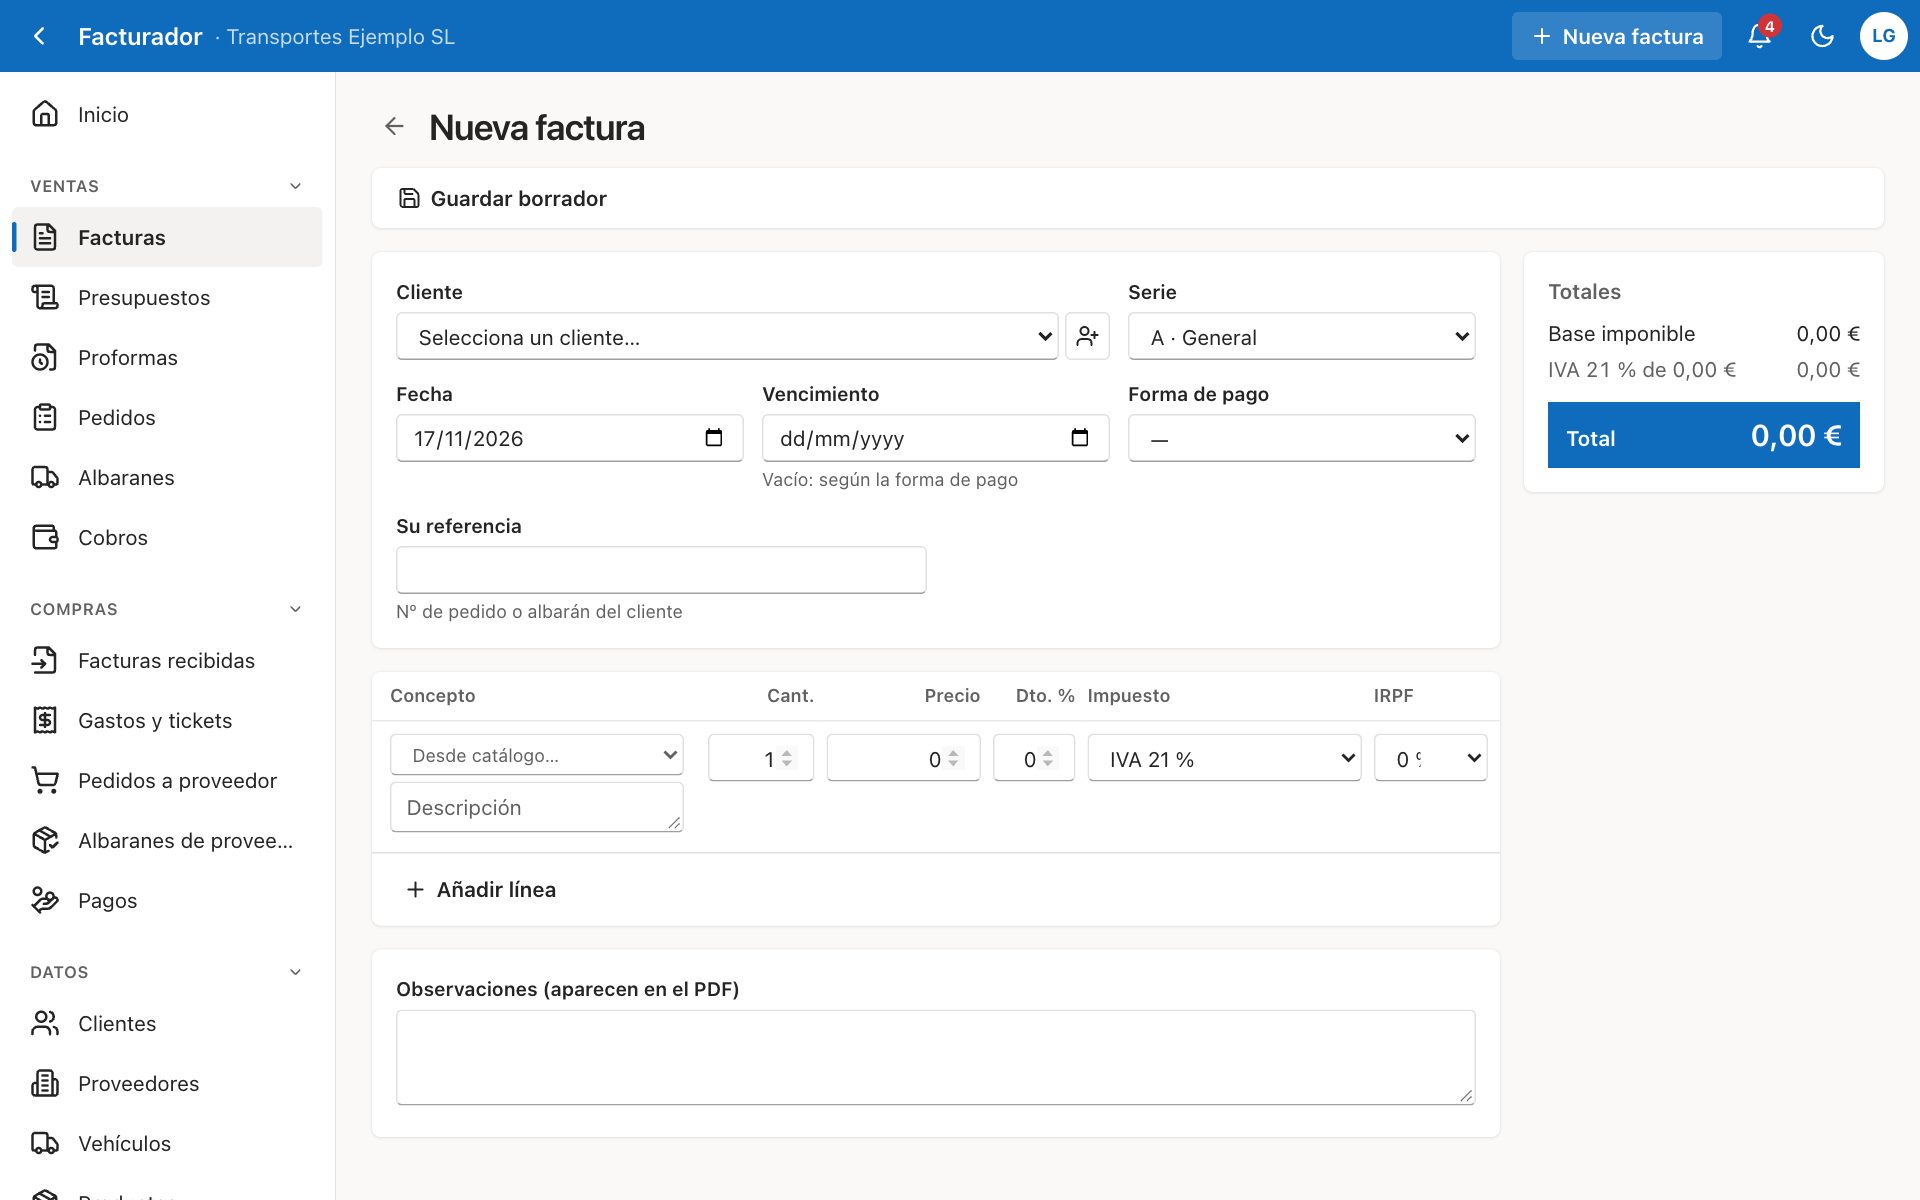 Facturador · Transportes Ejemplo SL
Nueva factura
4
LG
Inicio
VENTAS
Facturas
Presupuestos
Proformas
Pedidos
Albaranes
Cobros
COMPRAS
Facturas recibidas
Gastos y tickets
Pedidos a proveedor
Albaranes de provee...
Pagos
DATOS
Clientes
Proveedores
Vehículos
Nueva factura
Guardar borrador
Cliente
Selecciona un cliente...
Serie
A · General
Fecha
17/11/2026
Vencimiento
dd/mm/yyyy
Vacío: según la forma de pago
Forma de pago
—
Su referencia
Nº de pedido o albarán del cliente
Concepto Cant. Precio Dto. % Impuesto IRPF
Desde catálogo... 1 0 0 IVA 21 % 0
Descripción
Añadir línea
Observaciones (aparecen en el PDF)
Totales
Base imponible 0,00 €
IVA 21 % de 0,00 € 0,00 €
Total 0,00 €